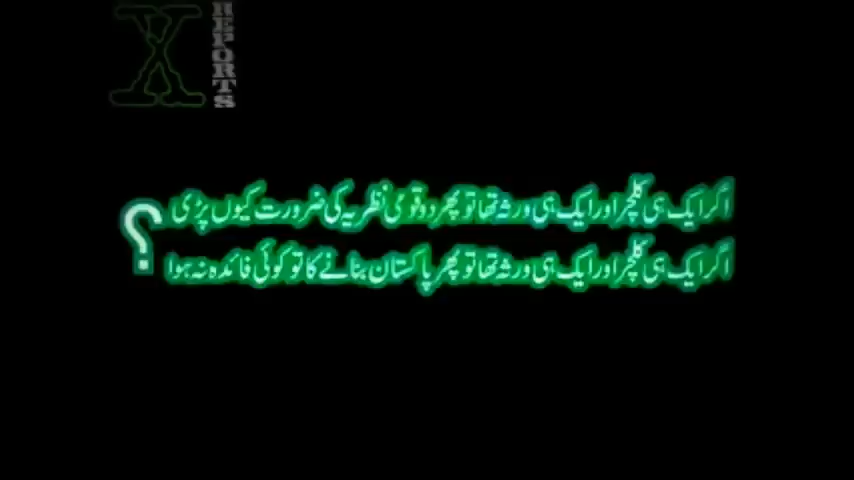 X REPORTS
اگر ایک ہی کلچر اور ایک ہی ورثہ تھا تو پھر دو قومی نظریہ کی ضرورت کیوں پڑی
اگر ایک ہی کلچر اور ایک ہی ورثہ تھا تو پھر پاکستان بنانے کا تو کوئی فائدہ نہ ہوا
؟